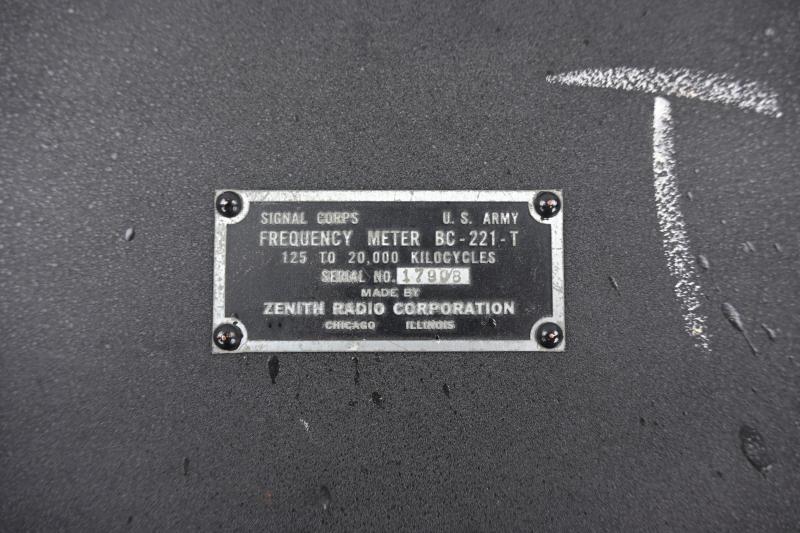 T
SIGNAL CORPS U. S. ARMY
FREQUENCY METER BC-221-T
125 TO 20,000 KILOCYCLES
SERIAL NO. 17908
MADE BY
ZENITH RADIO CORPORATION
CHICAGO ILLINOIS